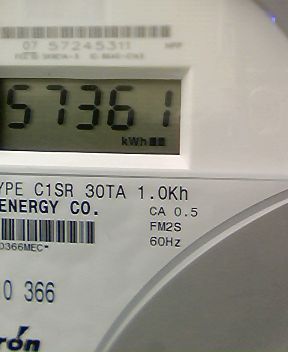 07 57245311
57361
kWh
YPE C1SR 30TA 1.0Kh
ENERGY CO.
CA 0.5
FM2S
60Hz
0366MEC*
0 366
rón